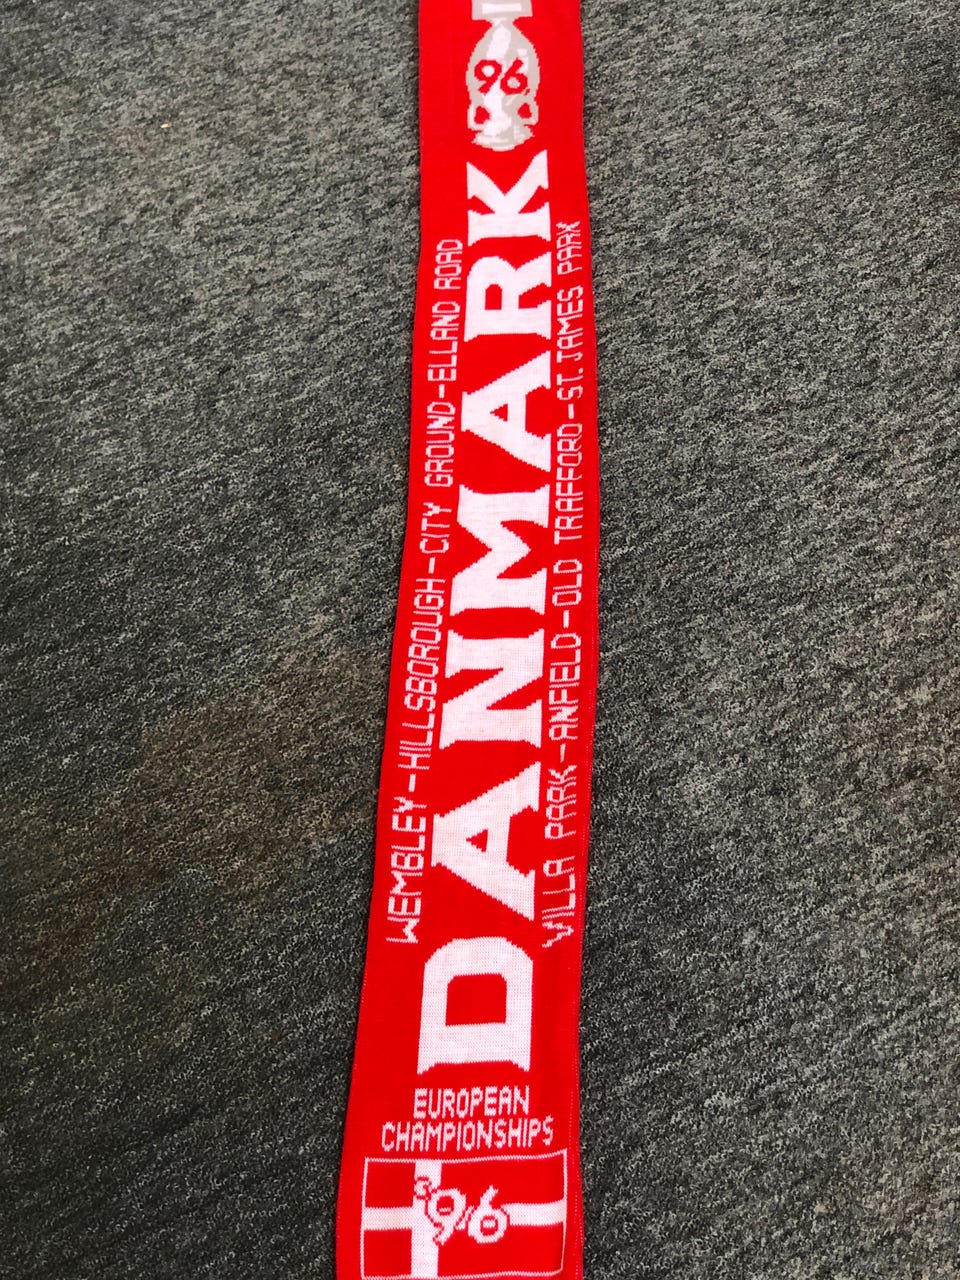 96
WEMBLEY-HILLSBOROUGH-CITY GROUND-ELLAND ROAD
DANMARK
VILLA PARK-ANFIELD-OLD TRAFFORD-ST.JAMES PARK
EUROPEAN
CHAMPIONSHIPS
'96